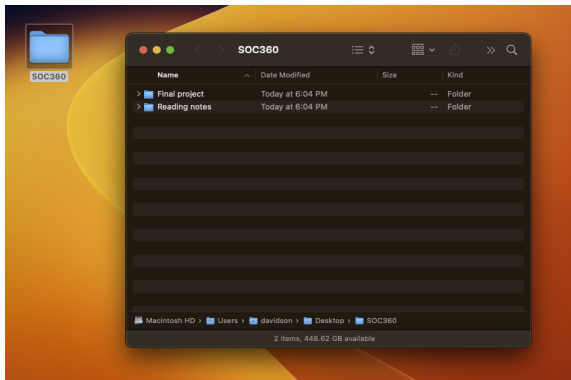 SOC360
SOC360
Name Date Modified Size Kind
Final project Today at 6:04 PM -- Folder
Reading notes Today at 6:04 PM -- Folder
Macintosh HD › Users › davidson › Desktop › SOC360
2 items, 448.62 GB available